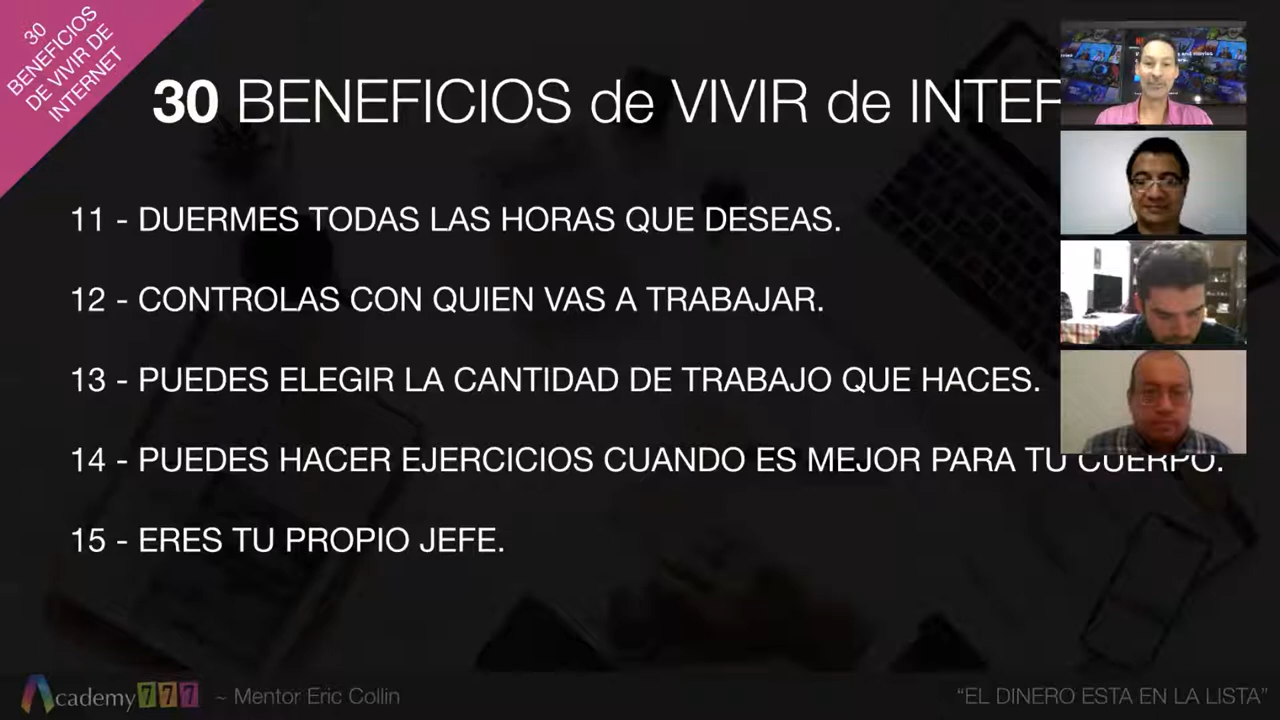 30
BENEFICIOS
DE VIVIR DE
INTERNET
30 BENEFICIOS de VIVIR de INTER
11 - DUERMES TODAS LAS HORAS QUE DESEAS.
12 - CONTROLAS CON QUIEN VAS A TRABAJAR.
13 - PUEDES ELEGIR LA CANTIDAD DE TRABAJO QUE HACES.
14 - PUEDES HACER EJERCICIOS CUANDO ES MEJOR PARA TU CUERPO.
15 - ERES TU PROPIO JEFE.
Academy777 ~ Mentor Eric Collin
“EL DINERO ESTA EN LA LISTA”